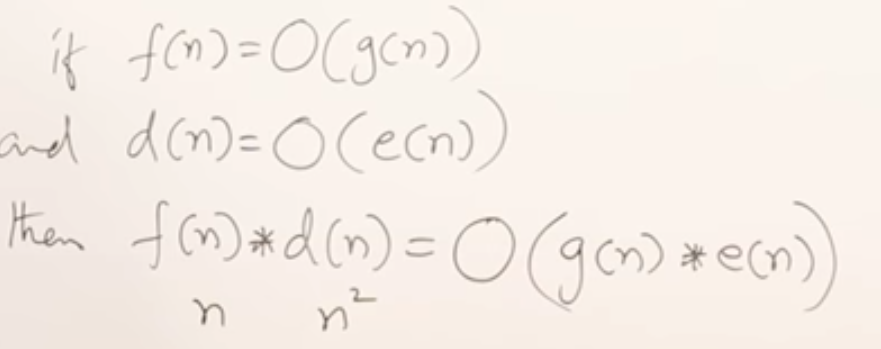 if f(n)=O(g(n))
and d(n)=O(e(n))
then f(n)*d(n)=O(g(n)*e(n))
n n²